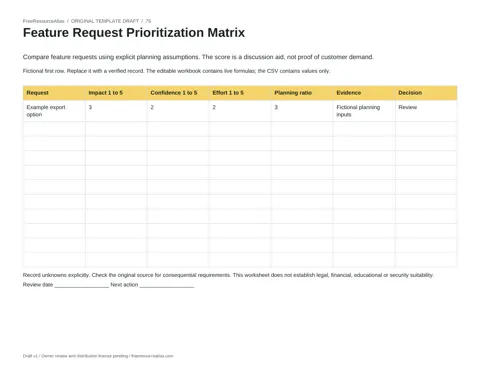 FreeResourceAtlas / ORIGINAL TEMPLATE DRAFT / 75
Feature Request Prioritization Matrix
Compare feature requests using explicit planning assumptions. The score is a discussion aid, not proof of customer demand.
Fictional first row. Replace it with a verified record. The editable workbook contains live formulas; the CSV contains values only.
Request Impact 1 to 5 Confidence 1 to 5 Effort 1 to 5 Planning ratio Evidence Decision
Example export option 3 2 2 3 Fictional planning inputs Review
Record unknowns explicitly. Check the original source for consequential requirements. This worksheet does not establish legal, financial, educational or security suitability.
Review date ___________________ Next action ___________________
Draft v1 / Owner review and distribution license pending /